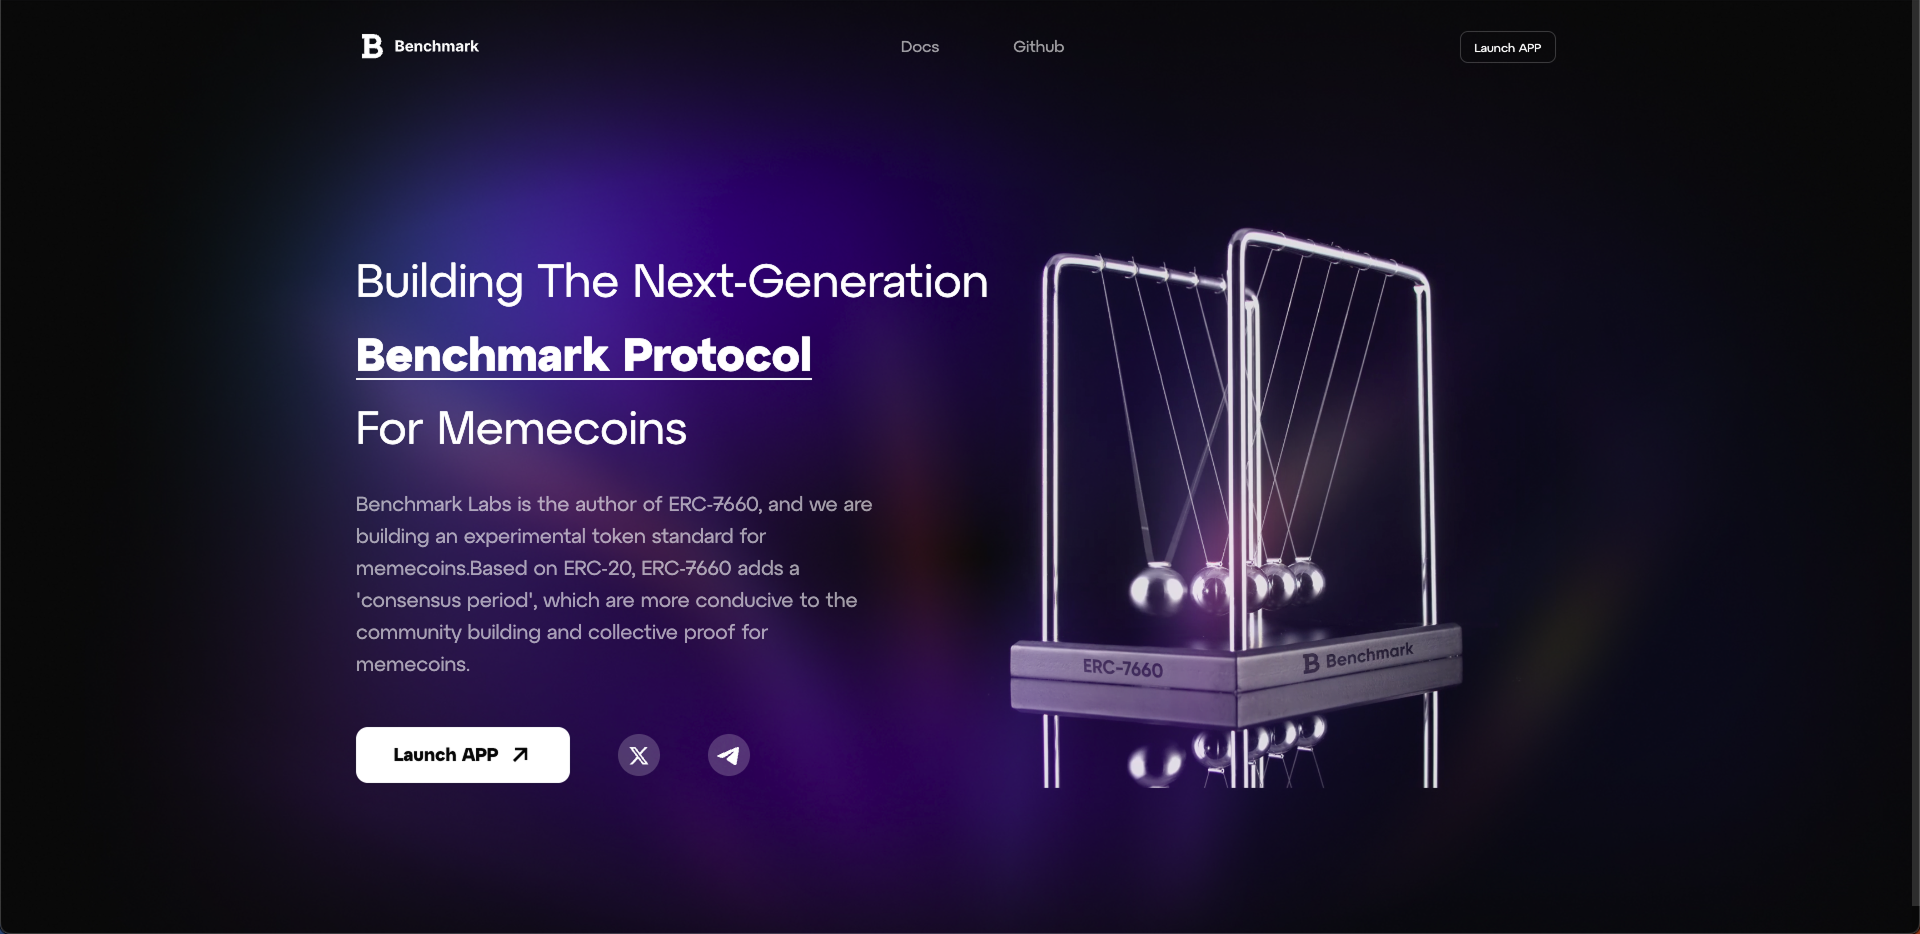 Benchmark
Docs
Github
Launch APP
Building The Next-Generation
Benchmark Protocol
For Memecoins
Benchmark Labs is the author of ERC-7660, and we are
building an experimental token standard for
memecoins.Based on ERC-20, ERC-7660 adds a
'consensus period', which are more conducive to the
community building and collective proof for
memecoins.
Launch APP
ERC-7660
Benchmark